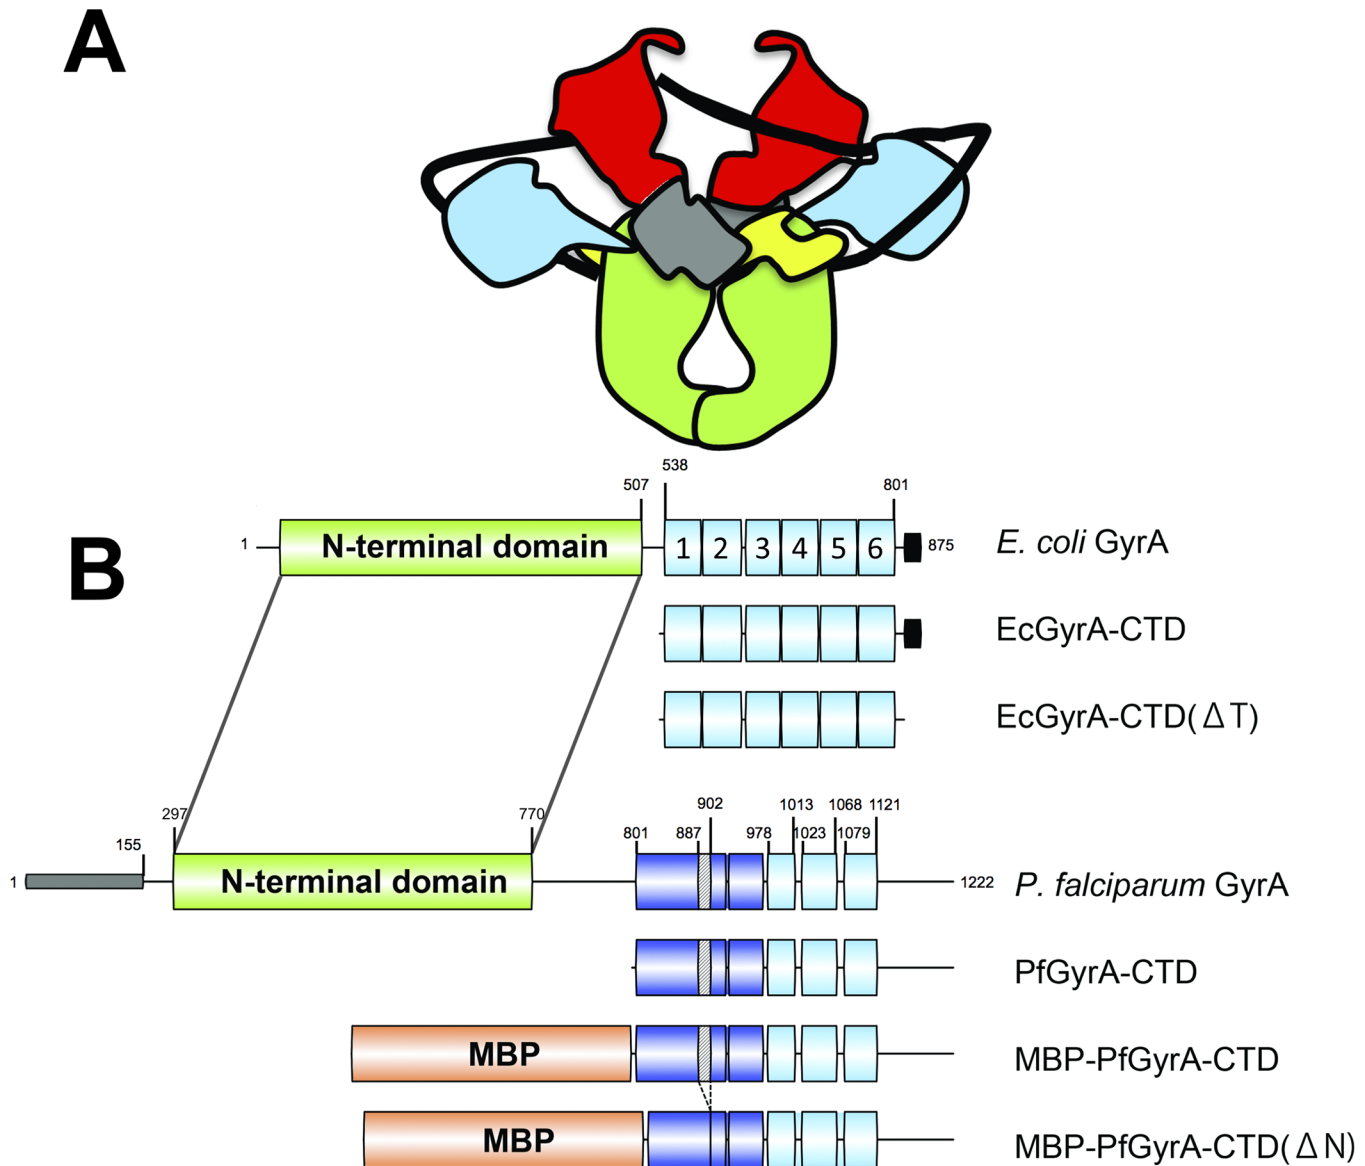 A
B
538
507
801
1
N-terminal domain
1 2 3 4 5 6
875
E. coli GyrA
EcGyrA-CTD
EcGyrA-CTD(ΔT)
297
770
902
1013
1068
1121
155
801
887
978
1023
1079
1
N-terminal domain
1222
P. falciparum GyrA
PfGyrA-CTD
MBP
MBP-PfGyrA-CTD
MBP
MBP-PfGyrA-CTD(ΔN)